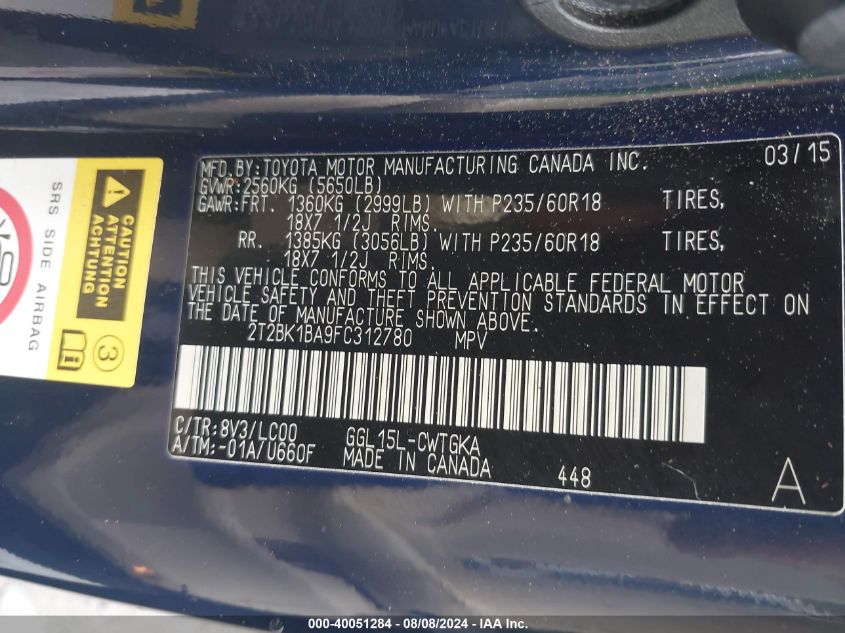 MFD.BY:TOYOTA MOTOR MANUFACTURING CANADA INC. 03/15
GVWR:2560KG (5650LB)
GAWR:FRT. 1360KG (2999LB) WITH P235/60R18 TIRES,
18X7 1/2J RIMS.
RR. 1385KG (3056LB) WITH P235/60R18 TIRES,
18X7 1/2J RIMS.
THIS VEHICLE CONFORMS TO ALL APPLICABLE FEDERAL MOTOR
VEHICLE SAFETY AND THEFT PREVENTION STANDARDS IN EFFECT ON
THE DATE OF MANUFACTURE SHOWN ABOVE.
2T2BK1BA9FC312780 MPV
C/TR:8V3/LC00 GGL15L-CWTGKA
A/TM:-01A/U660F MADE IN CANADA
448
A
SRS SIDE AIRBAG
CAUTION
PRECAUTION
3
000-40051284 - 08/08/2024 - IAA Inc.